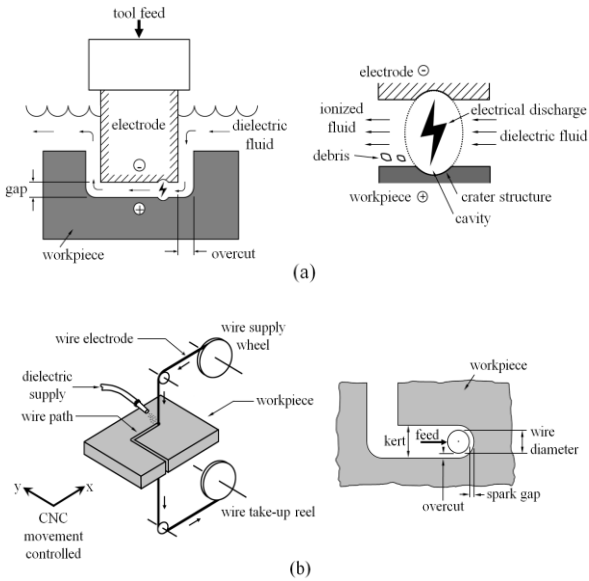 tool feed
electrode
dielectric
fluid
gap
workpiece
overcut
electrode ⊖
ionized
fluid
electrical discharge
dielectric fluid
debris
workpiece ⊕
crater structure
cavity
(a)
wire electrode
wire supply
wheel
dielectric
supply
wire path
workpiece
y
x
CNC
movement
controlled
wire take-up reel
workpiece
kert
feed
wire
diameter
spark gap
overcut
(b)